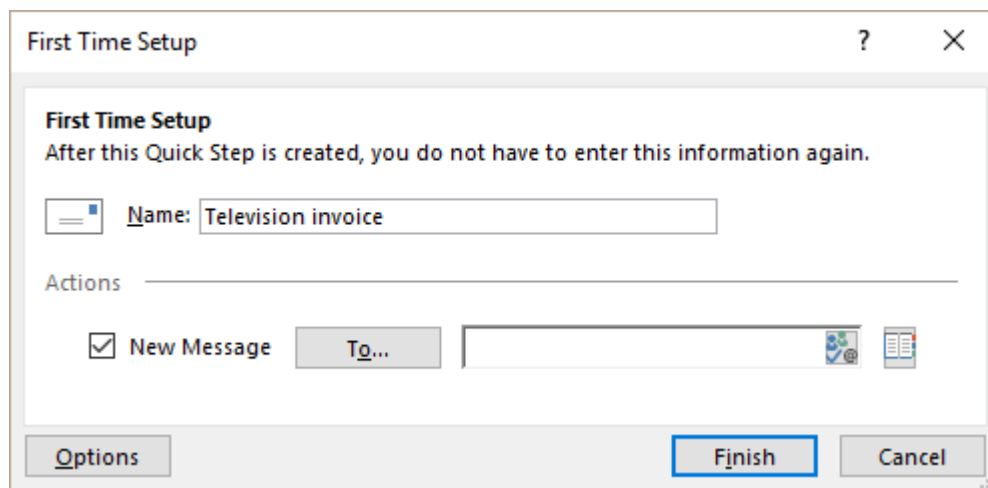 First Time Setup
First Time Setup
After this Quick Step is created, you do not have to enter this information again.
Name: Television invoice
Actions
New Message To...
Options Finish Cancel